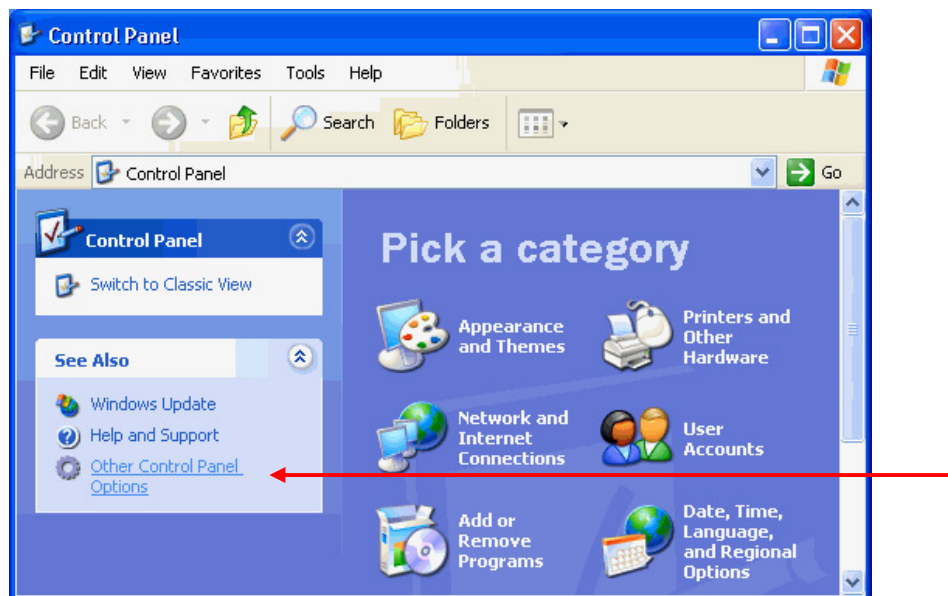 Control Panel
File Edit View Favorites Tools Help
Back Search Folders
Address Control Panel Go
Control Panel
Switch to Classic View
See Also
Windows Update
Help and Support
Other Control Panel
Options
Pick a category
Appearance
and Themes
Printers and
Other
Hardware
Network and
Internet
Connections
User
Accounts
Add or
Remove
Programs
Date, Time,
Language,
and Regional
Options